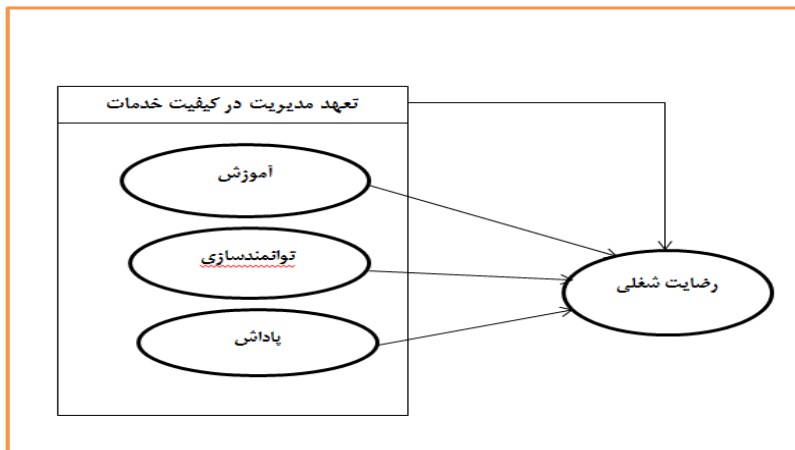 تعهد مدیریت در کیفیت خدمات
آموزش
توانمندسازی
رضایت شغلی
پاداش